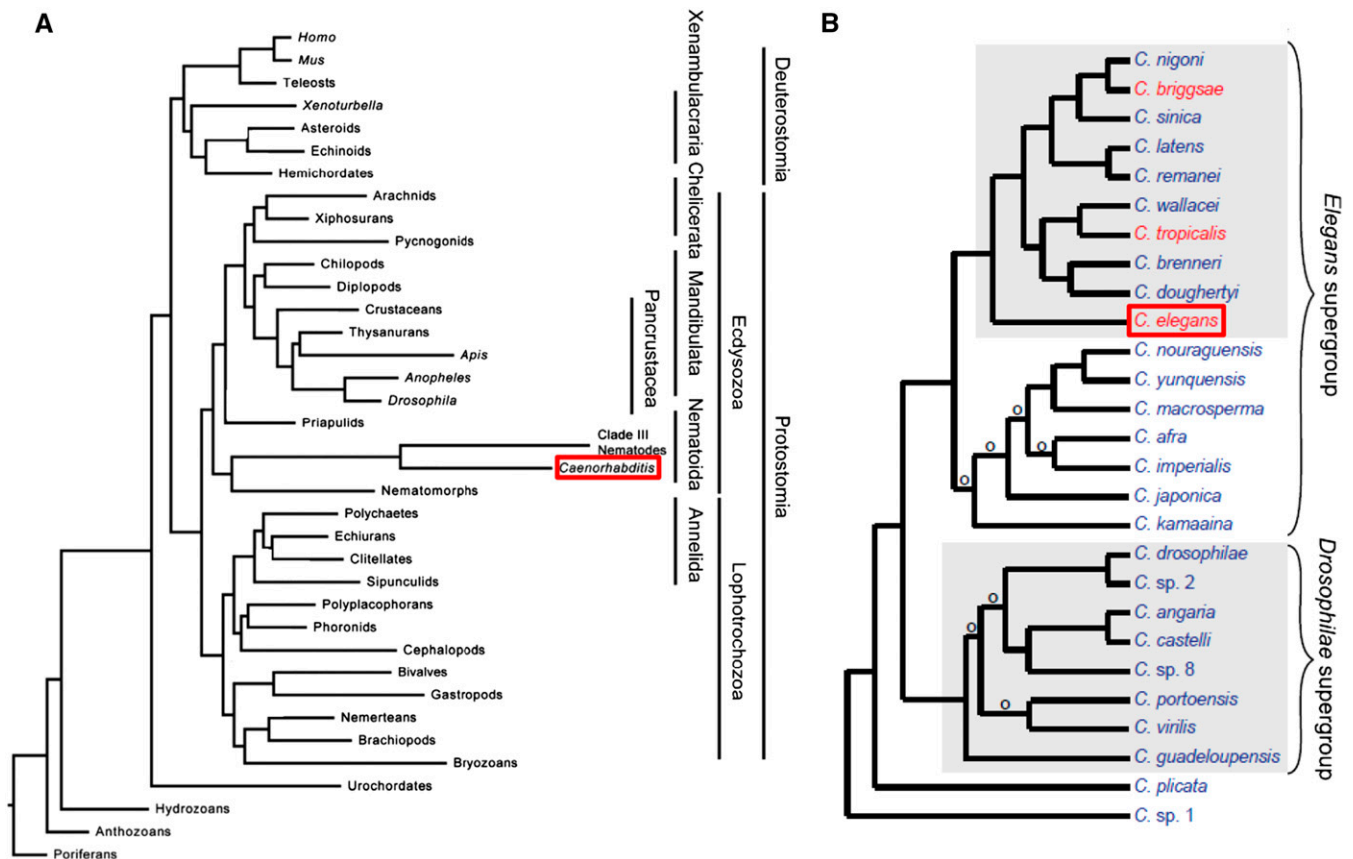 A
Homo
Mus
Teleosts
Xenoturbella
Asteroids
Echinoids
Hemichordates
Arachnids
Xiphosurans
Pycnogonids
Chilopods
Diplopods
Crustaceans
Thysanurans
Apis
Anopheles
Drosophila
Priapulids
Clade III
Nematodes
Caenorhabditis
Nematomorphs
Polychaetes
Echiurans
Clitellates
Sipunculids
Polyplacophorans
Phoronids
Cephalopods
Bivalves
Gastropods
Nemerteans
Brachiopods
Bryozoans
Urochordates
Hydrozoans
Anthozoans
Poriferans
Pancrustacea
Xenambulacraria
Chelicerata
Mandibulata
Nematoida
Annelida
Ecdysozoa
Lophotrochozoa
Deuterostomia
Protostomia
B
C. nigoni
C. briggsae
C. sinica
C. latens
C. remanei
C. wallacei
C. tropicalis
C. brenneri
C. doughertyi
C. elegans
C. nouraguensis
C. yunquensis
C. macrosperma
C. afra
C. imperialis
C. japonica
C. kamaaina
C. drosophilae
C. sp. 2
C. angaria
C. castelli
C. sp. 8
C. portoensis
C. virilis
C. guadeloupensis
C. plicata
C. sp. 1
o
o
o
o
o
o
o
Elegans supergroup
Drosophilae supergroup